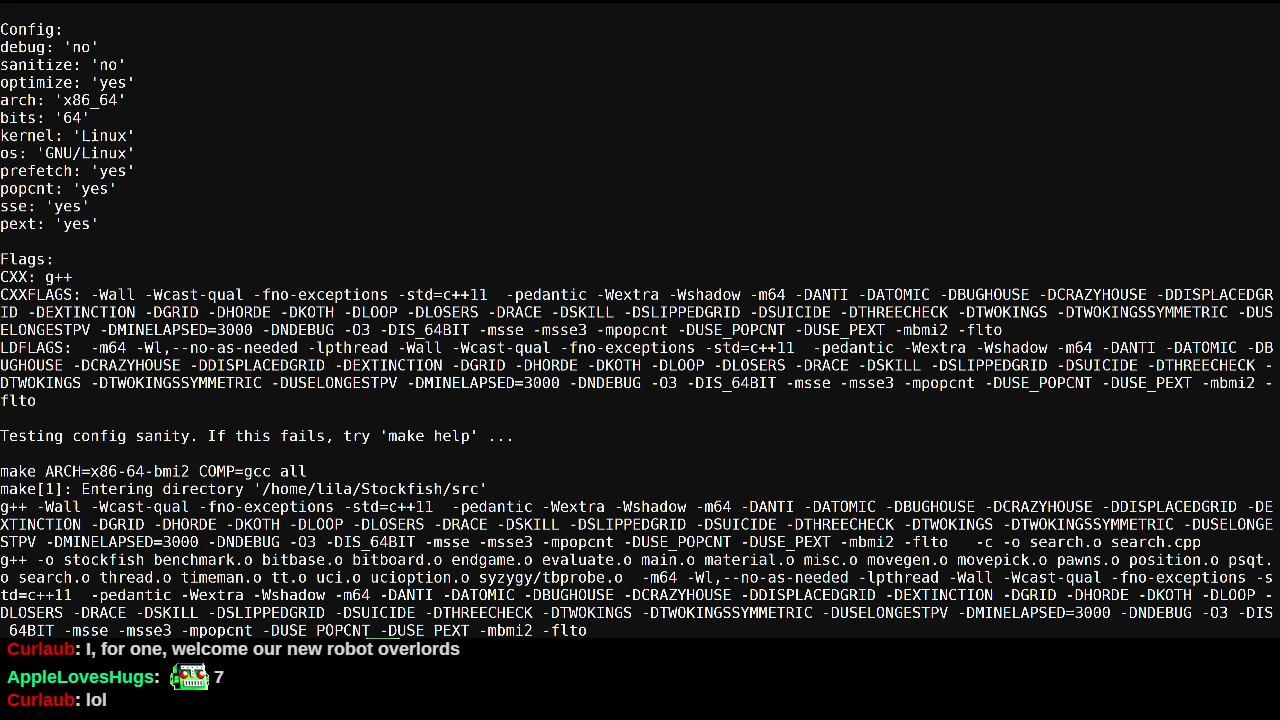 Config:
debug: 'no'
sanitize: 'no'
optimize: 'yes'
arch: 'x86_64'
bits: '64'
kernel: 'Linux'
os: 'GNU/Linux'
prefetch: 'yes'
popcnt: 'yes'
sse: 'yes'
pext: 'yes'
Flags:
CXX: g++
CXXFLAGS: -Wall -Wcast-qual -fno-exceptions -std=c++11  -pedantic -Wextra -Wshadow -m64 -DANTI -DATOMIC -DBUGHOUSE -DCRAZYHOUSE -DDISPLACEDGR
ID -DEXTINCTION -DGRID -DHORDE -DKOTH -DLOOP -DLOSERS -DRACE -DSKILL -DSLIPPEDGRID -DSUICIDE -DTHREECHECK -DTWOKINGS -DTWOKINGSSYMMETRIC -DUS
ELONGESTPV -DMINELAPSED=3000 -DNDEBUG -O3 -DIS_64BIT -msse -msse3 -mpopcnt -DUSE_POPCNT -DUSE_PEXT -mbmi2 -flto
LDFLAGS:  -m64 -Wl,--no-as-needed -lpthread -Wall -Wcast-qual -fno-exceptions -std=c++11  -pedantic -Wextra -Wshadow -m64 -DANTI -DATOMIC -DB
UGHOUSE -DCRAZYHOUSE -DDISPLACEDGRID -DEXTINCTION -DGRID -DHORDE -DKOTH -DLOOP -DLOSERS -DRACE -DSKILL -DSLIPPEDGRID -DSUICIDE -DTHREECHECK -
DTWOKINGS -DTWOKINGSSYMMETRIC -DUSELONGESTPV -DMINELAPSED=3000 -DNDEBUG -O3 -DIS_64BIT -msse -msse3 -mpopcnt -DUSE_POPCNT -DUSE_PEXT -mbmi2 -
flto
Testing config sanity. If this fails, try 'make help' ...
make ARCH=x86-64-bmi2 COMP=gcc all
make[1]: Entering directory '/home/lila/Stockfish/src'
g++ -Wall -Wcast-qual -fno-exceptions -std=c++11  -pedantic -Wextra -Wshadow -m64 -DANTI -DATOMIC -DBUGHOUSE -DCRAZYHOUSE -DDISPLACEDGRID -DE
XTINCTION -DGRID -DHORDE -DKOTH -DLOOP -DLOSERS -DRACE -DSKILL -DSLIPPEDGRID -DSUICIDE -DTHREECHECK -DTWOKINGS -DTWOKINGSSYMMETRIC -DUSELONGE
STPV -DMINELAPSED=3000 -DNDEBUG -O3 -DIS_64BIT -msse -msse3 -mpopcnt -DUSE_POPCNT -DUSE_PEXT -mbmi2 -flto   -c -o search.o search.cpp
g++ -o stockfish benchmark.o bitbase.o bitboard.o endgame.o evaluate.o main.o material.o misc.o movegen.o movepick.o pawns.o position.o psqt.
o search.o thread.o timeman.o tt.o uci.o ucioption.o syzygy/tbprobe.o  -m64 -Wl,--no-as-needed -lpthread -Wall -Wcast-qual -fno-exceptions -s
td=c++11  -pedantic -Wextra -Wshadow -m64 -DANTI -DATOMIC -DBUGHOUSE -DCRAZYHOUSE -DDISPLACEDGRID -DEXTINCTION -DGRID -DHORDE -DKOTH -DLOOP -
DLOSERS -DRACE -DSKILL -DSLIPPEDGRID -DSUICIDE -DTHREECHECK -DTWOKINGS -DTWOKINGSSYMMETRIC -DUSELONGESTPV -DMINELAPSED=3000 -DNDEBUG -O3 -DIS
_64BIT -msse -msse3 -mpopcnt -DUSE_POPCNT -DUSE_PEXT -mbmi2 -flto
Curlaub: I, for one, welcome our new robot overlords
AppleLovesHugs: 7
Curlaub: lol